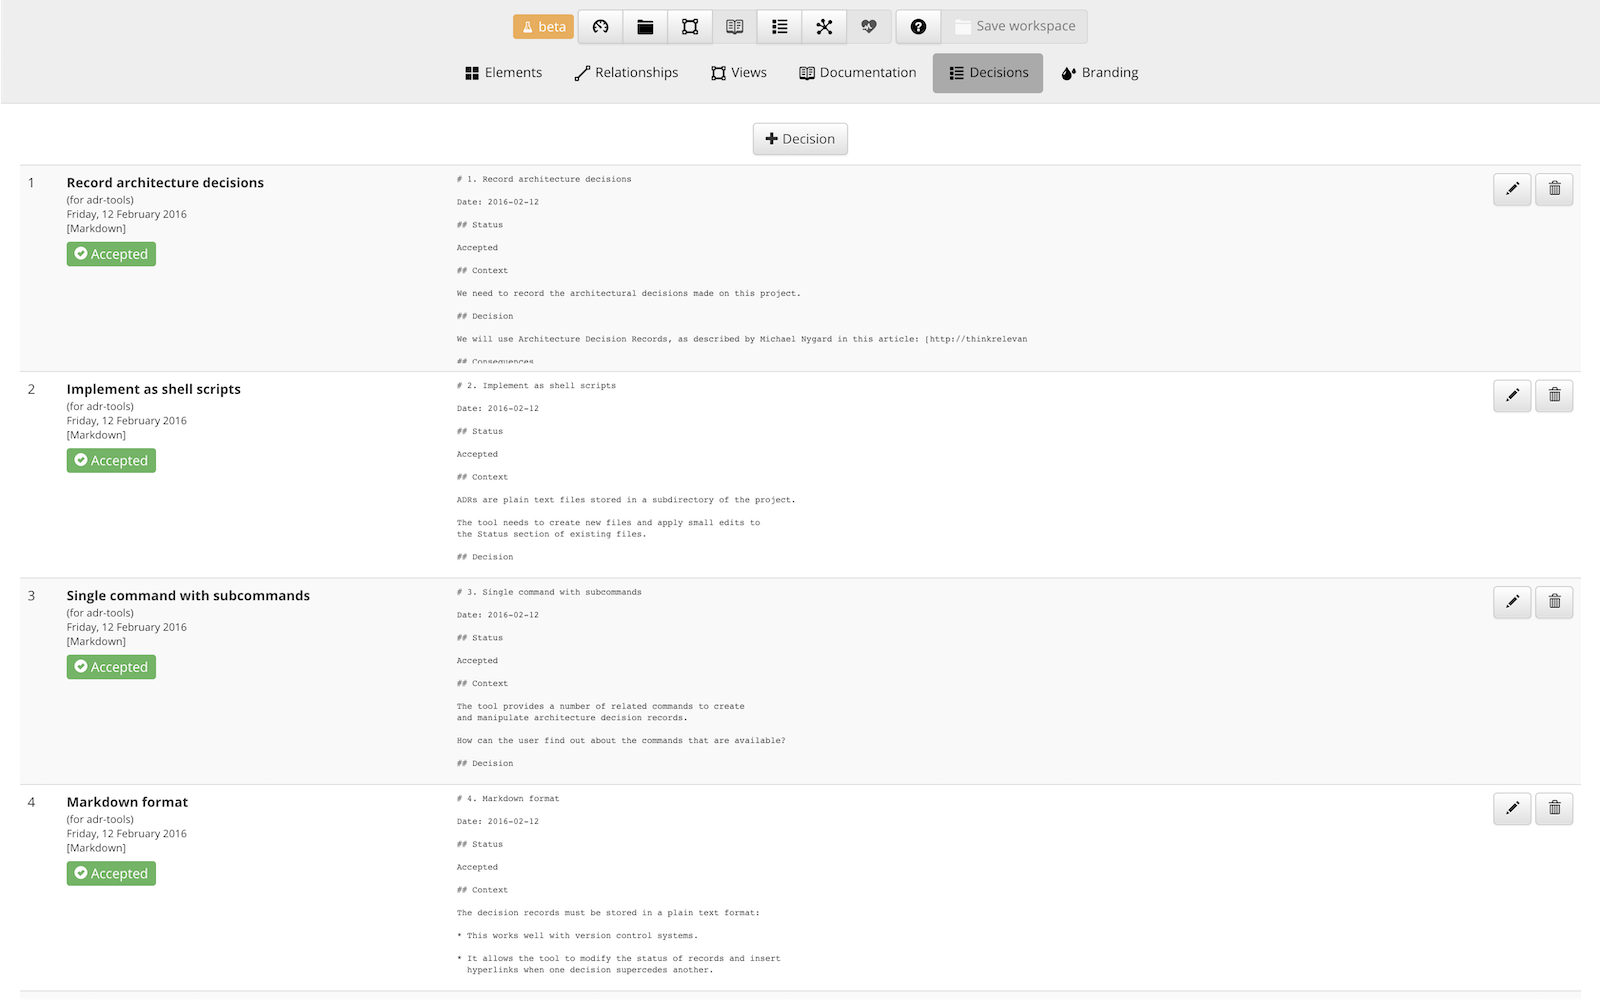 beta
Save workspace
Elements
Relationships
Views
Documentation
Decisions
Branding
Decision
1
Record architecture decisions
(for adr-tools)
Friday, 12 February 2016
[Markdown]
Accepted
# 1. Record architecture decisions
Date: 2016-02-12
## Status
Accepted
## Context
We need to record the architectural decisions made on this project.
## Decision
We will use Architecture Decision Records, as described by Michael Nygard in this article: [http://thinkrelevan
## Consequences
2
Implement as shell scripts
(for adr-tools)
Friday, 12 February 2016
[Markdown]
Accepted
# 2. Implement as shell scripts
Date: 2016-02-12
## Status
Accepted
## Context
ADRs are plain text files stored in a subdirectory of the project.
The tool needs to create new files and apply small edits to
the Status section of existing files.
## Decision
3
Single command with subcommands
(for adr-tools)
Friday, 12 February 2016
[Markdown]
Accepted
# 3. Single command with subcommands
Date: 2016-02-12
## Status
Accepted
## Context
The tool provides a number of related commands to create
and manipulate architecture decision records.
How can the user find out about the commands that are available?
## Decision
4
Markdown format
(for adr-tools)
Friday, 12 February 2016
[Markdown]
Accepted
# 4. Markdown format
Date: 2016-02-12
## Status
Accepted
## Context
The decision records must be stored in a plain text format:
* This works well with version control systems.
* It allows the tool to modify the status of records and insert
hyperlinks when one decision supercedes another.